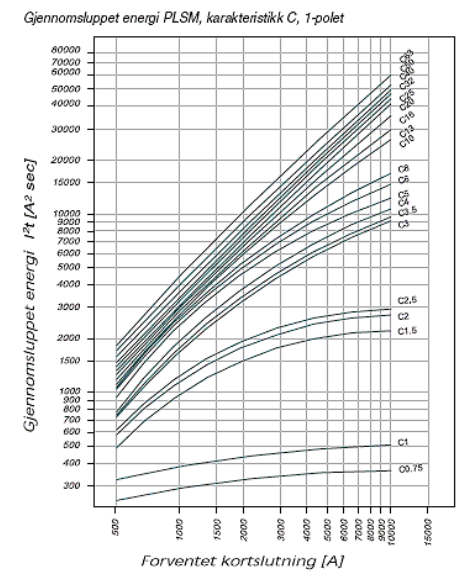 Gjennomsluppet energi PLSM, karakteristikk C, 1-polet
Gjennomsluppet energi I²t [A² sec]
80000
70000
60000
50000
40000
30000
20000
15000
10000
9000
8000
7000
6000
5000
4000
3000
2000
1500
1000
900
800
700
600
500
400
300
C16
C13
C10
C8
C6
C5
C4
C3.5
C3
C2.5
C2
C1.5
C1
C0.75
500
1000
1500
2000
3000
4000
5000
6000
7000
8000
9000
10000
15000
Forventet kortslutning [A]